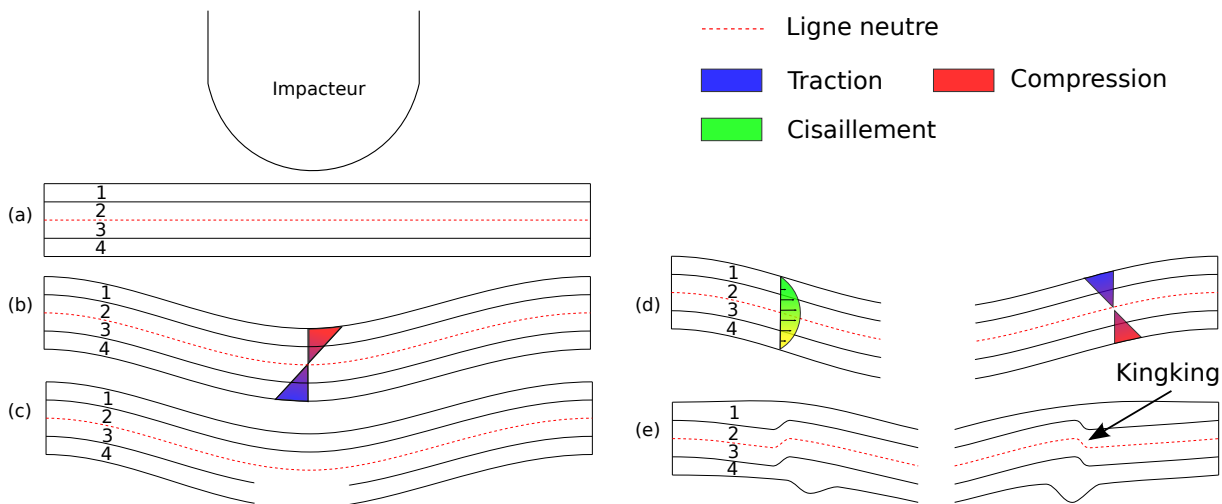 Impacteur
Ligne neutre
Traction
Compression
Cisaillement
(a)
1
2
3
4
(b)
1
2
3
4
(c)
1
2
3
4
(d)
1
2
3
4
Kingking
(e)
1
2
3
4